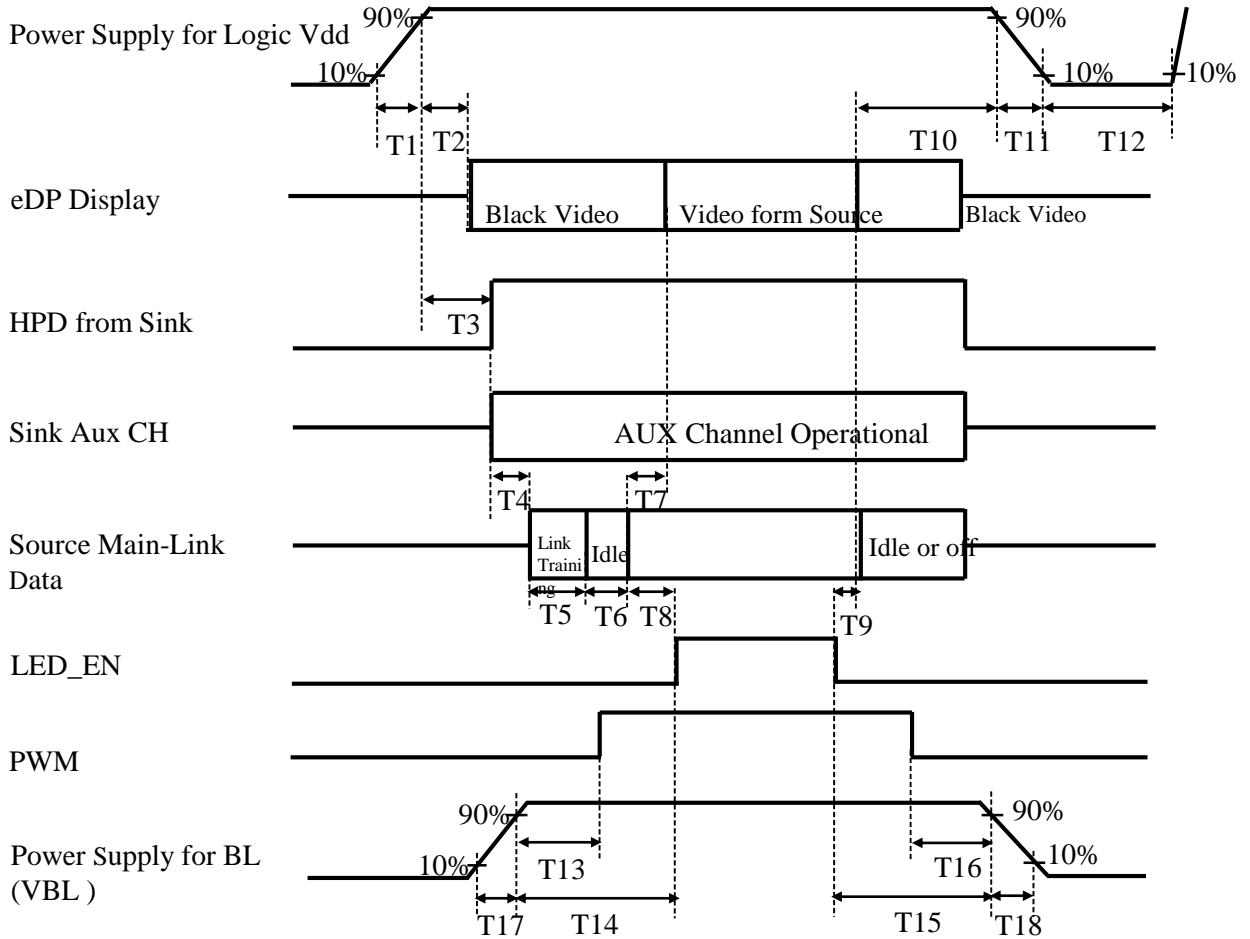 90%
90%
Power Supply for Logic Vdd
10%
10%
10%
T1
T2
T10
T11
T12
eDP Display
Black Video
Video form Source
Black Video
HPD from Sink
T3
Sink Aux CH
AUX Channel Operational
T4
T7
Source Main-Link
Data
Link
Traini
ng
Idle
Idle or off
T5
T6
T8
T9
LED_EN
PWM
90%
90%
Power Supply for BL
(VBL )
10%
10%
T13
T16
T17
T14
T15
T18